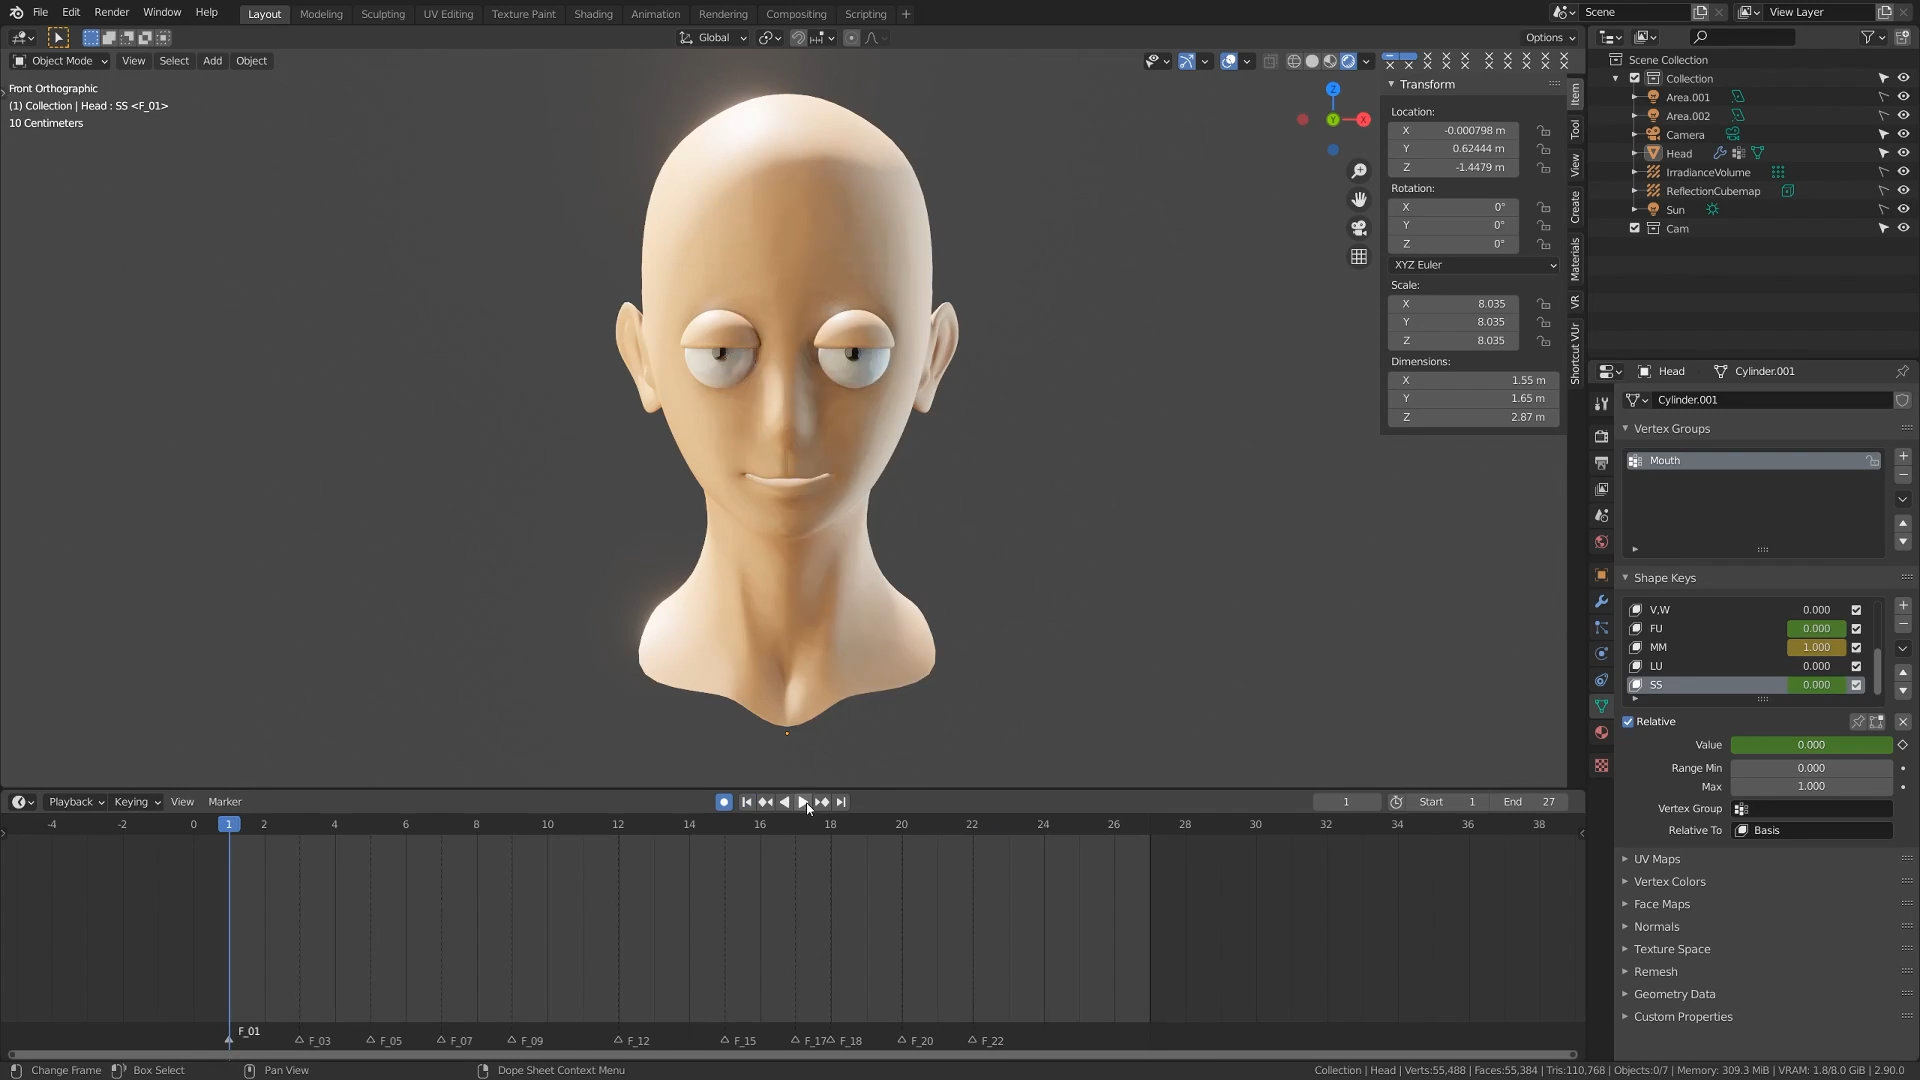 File Edit Render Window Help Layout Modeling Sculpting UV Editing Texture Paint Shading Animation Rendering Compositing Scripting + Scene View Layer
Global Options
Object Mode View Select Add Object
Front Orthographic
(1) Collection | Head : SS <F_01>
10 Centimeters
Z
Y
X
Transform
Location:
X -0.000798 m
Y 0.62444 m
Z -1.4479 m
Rotation:
X 0°
Y 0°
Z 0°
XYZ Euler
Scale:
X 8.035
Y 8.035
Z 8.035
Dimensions:
X 1.55 m
Y 1.65 m
Z 2.87 m
Item
Tool
View
Create
Materials
VR
Shortcut VUr
Scene Collection
Collection
Area.001
Area.002
Camera
Head
IrradianceVolume
ReflectionCubemap
Sun
Cam
Head Cylinder.001
Cylinder.001
Vertex Groups
Mouth
Shape Keys
V,W 0.000
FU 0.000
MM 1.000
LU 0.000
SS 0.000
Relative
Value 0.000
Range Min 0.000
Max 1.000
Vertex Group
Relative To Basis
UV Maps
Vertex Colors
Face Maps
Normals
Texture Space
Remesh
Geometry Data
Custom Properties
Playback Keying View Marker 1 Start 1 End 27
-4 -2 0 1 2 4 6 8 10 12 14 16 18 20 22 24 26 28 30 32 34 36 38
F_01 F_03 F_05 F_07 F_09 F_12 F_15 F_17 F_18 F_20 F_22
Change Frame Box Select Pan View Dope Sheet Context Menu Collection | Head | Verts:55,488 | Faces:55,384 | Tris:110,768 | Objects:0/7 | Memory: 309.3 MiB | VRAM: 1.8/8.0 GiB | 2.90.0